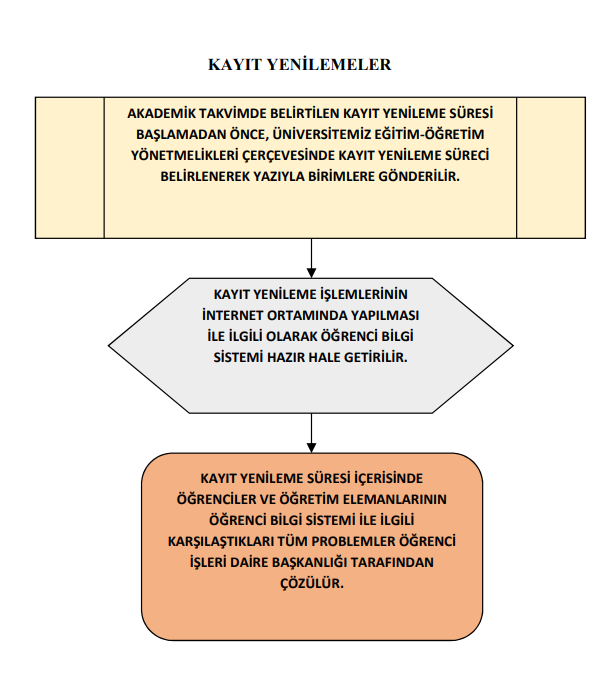 KAYIT YENİLEMELER
AKADEMİK TAKVİMDE BELİRTİLEN KAYIT YENİLEME SÜRESİ
BAŞLAMADAN ÖNCE, ÜNİVERSİTEMİZ EĞİTİM-ÖĞRETİM
YÖNETMELİKLERİ ÇERÇEVESİNDE KAYIT YENİLEME SÜRECİ
BELİRLENEREK YAZIYLA BİRİMLERE GÖNDERİLİR.
KAYIT YENİLEME İŞLEMLERİNİN
İNTERNET ORTAMINDA YAPILMASI
İLE İLGİLİ OLARAK ÖĞRENCİ BİLGİ
SİSTEMİ HAZIR HALE GETİRİLİR.
KAYIT YENİLEME SÜRESİ İÇERİSİNDE
ÖĞRENCİLER VE ÖĞRETİM ELEMANLARININ
ÖĞRENCİ BİLGİ SİSTEMİ İLE İLGİLİ
KARŞILAŞTIKLARI TÜM PROBLEMLER ÖĞRENCİ
İŞLERİ DAİRE BAŞKANLIĞI TARAFINDAN
ÇÖZÜLÜR.